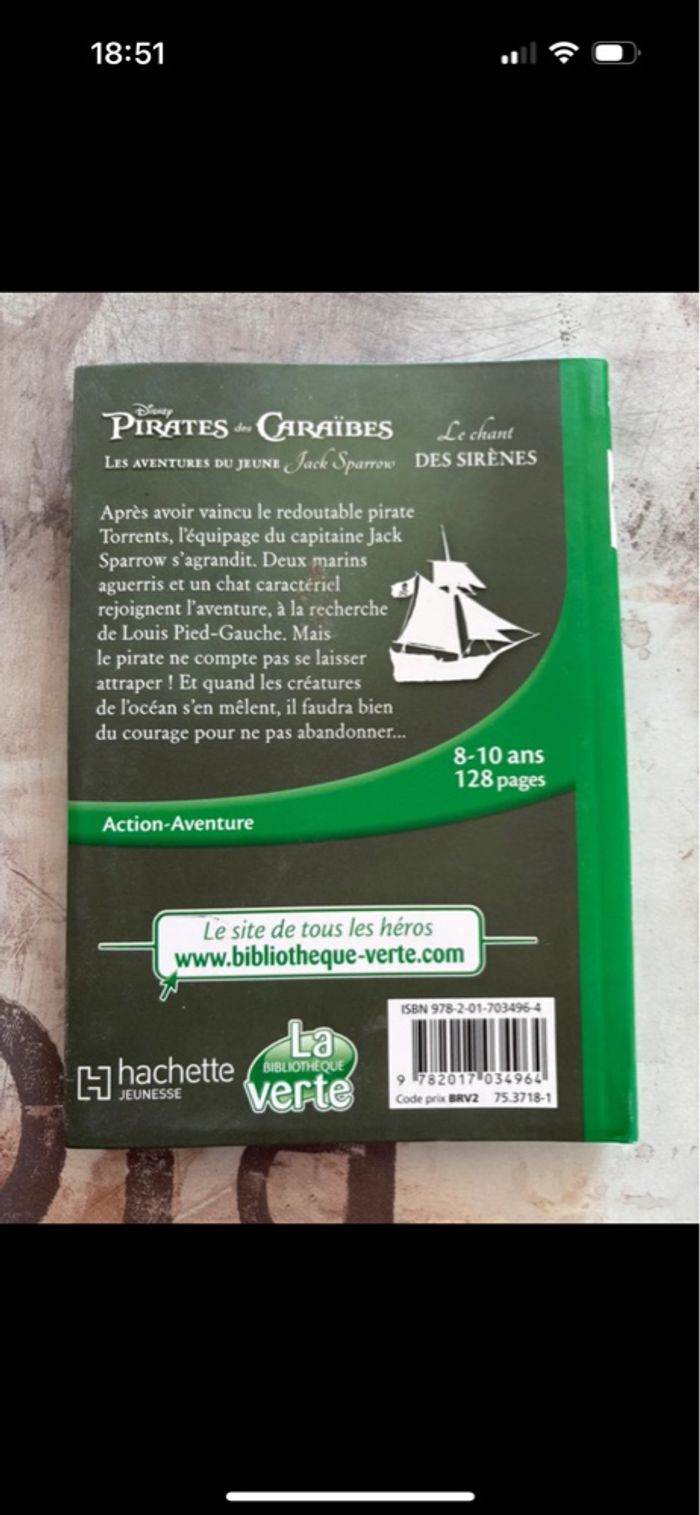 18:51
Disney
PIRATES des CARAÏBES
LES AVENTURES DU JEUNE Jack Sparrow
Le chant
DES SIRÈNES
Après avoir vaincu le redoutable pirate
Torrents, l'équipage du capitaine Jack
Sparrow s'agrandit. Deux marins
aguerris et un chat caractériel
rejoignent l'aventure, à la recherche
de Louis Pied-Gauche. Mais
le pirate ne compte pas se laisser
attraper ! Et quand les créatures
de l'océan s'en mêlent, il faudra bien
du courage pour ne pas abandonner...
8-10 ans
128 pages
Action-Aventure
Le site de tous les héros
www.bibliotheque-verte.com
hachette
JEUNESSE
La
BIBLIOTHÈQUE
verte
ISBN 978-2-01-703496-4
9 782017 034964
Code prix BRV2 75.3718-1